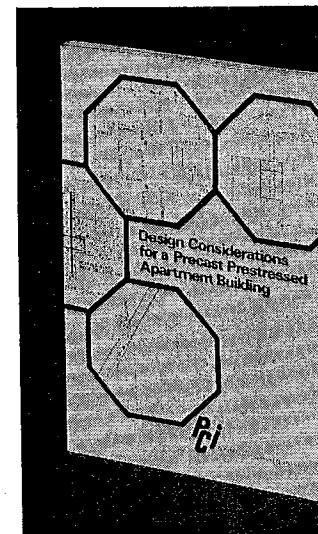 Design Considerations
for a Precast Prestressed
Apartment Building
PCi